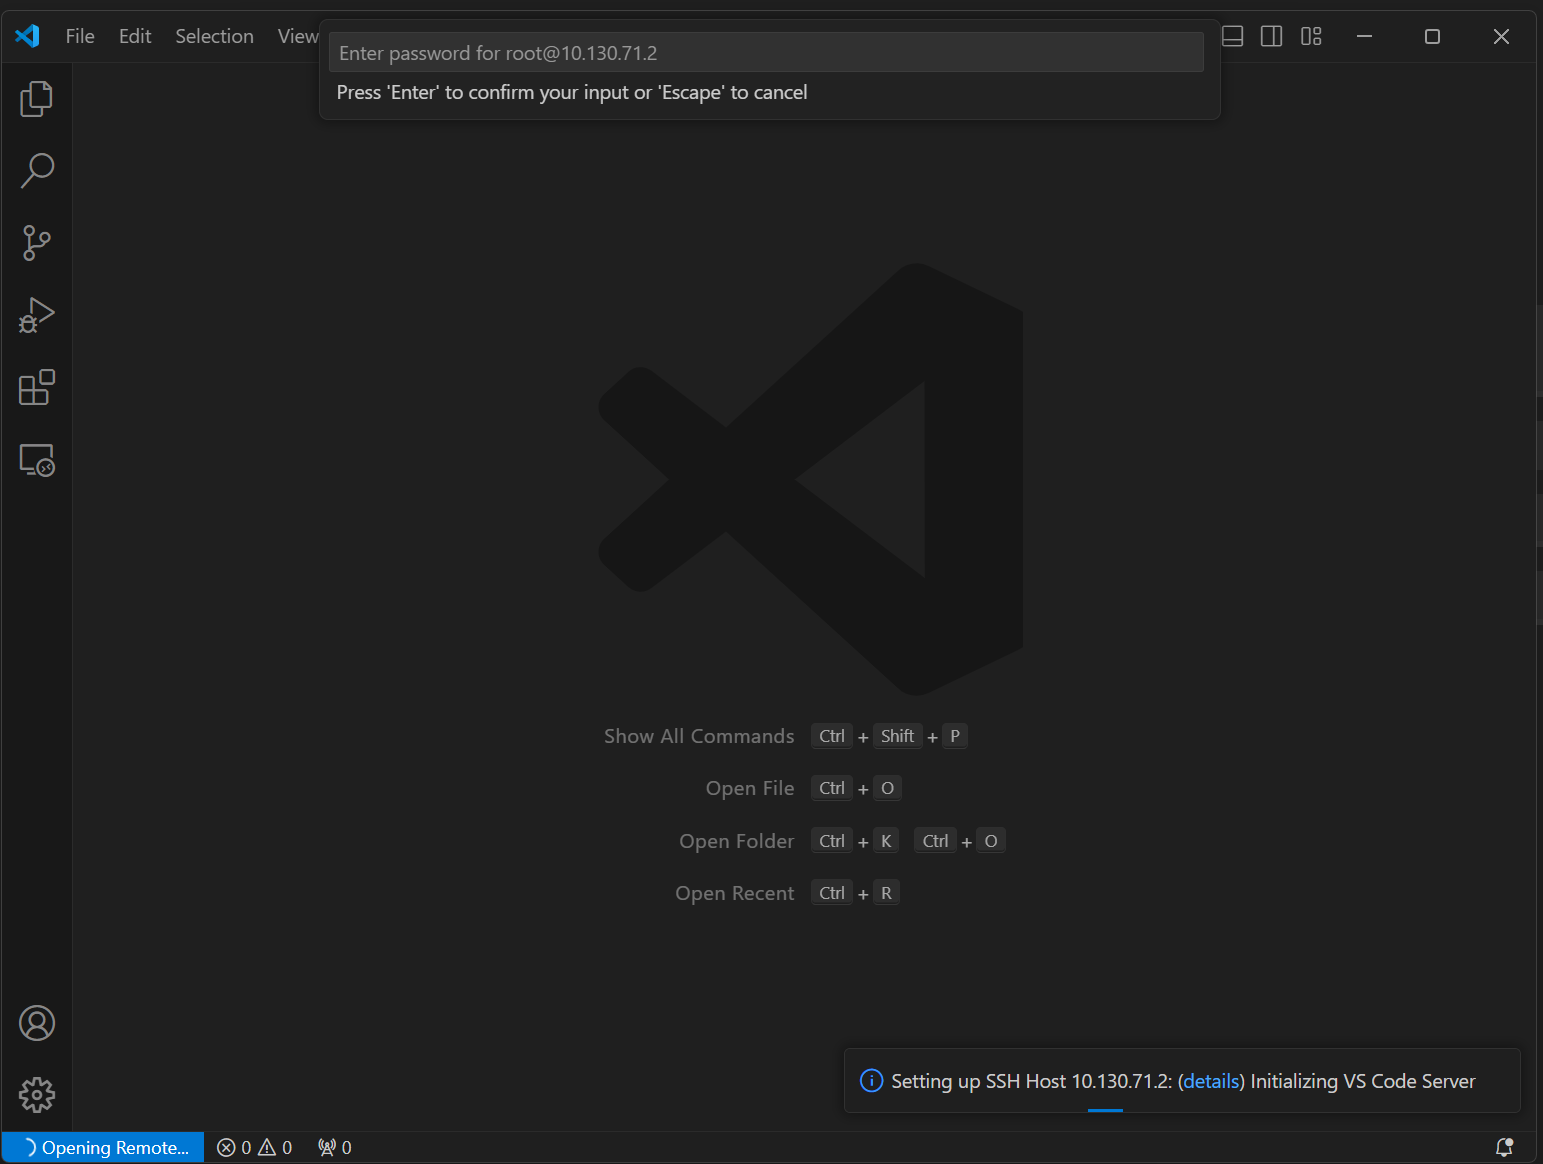 File Edit Selection View
Enter password for root@10.130.71.2
Press 'Enter' to confirm your input or 'Escape' to cancel
Show All Commands Ctrl + Shift + P
Open File Ctrl + O
Open Folder Ctrl + K Ctrl + O
Open Recent Ctrl + R
Setting up SSH Host 10.130.71.2: (details) Initializing VS Code Server
Opening Remote... 0 0 0